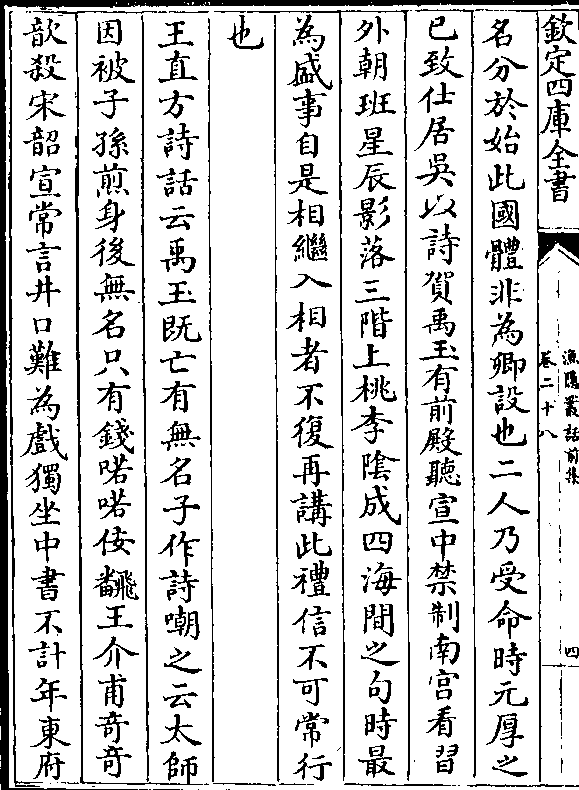 欽定四庫全書
漁隱叢話前集
卷二十八
四
名分於始此國體非為卿設也二人乃受命時元厚之
已致仕居吳以詩賀禹玉有前殿聽宣中禁制南宫看習
外朝班星辰影落三階上桃李陰成四海間之句時最
為盛事自是相繼入相者不復再講此禮信不可常行
也
王直方詩話云禹玉既亡有無名子作詩嘲之云太師
因被子孫煎身後無名只有錢喏喏佞翻王介甫奇奇
歆殺宋韶宣常言井口難為戲獨坐中書不計年東府